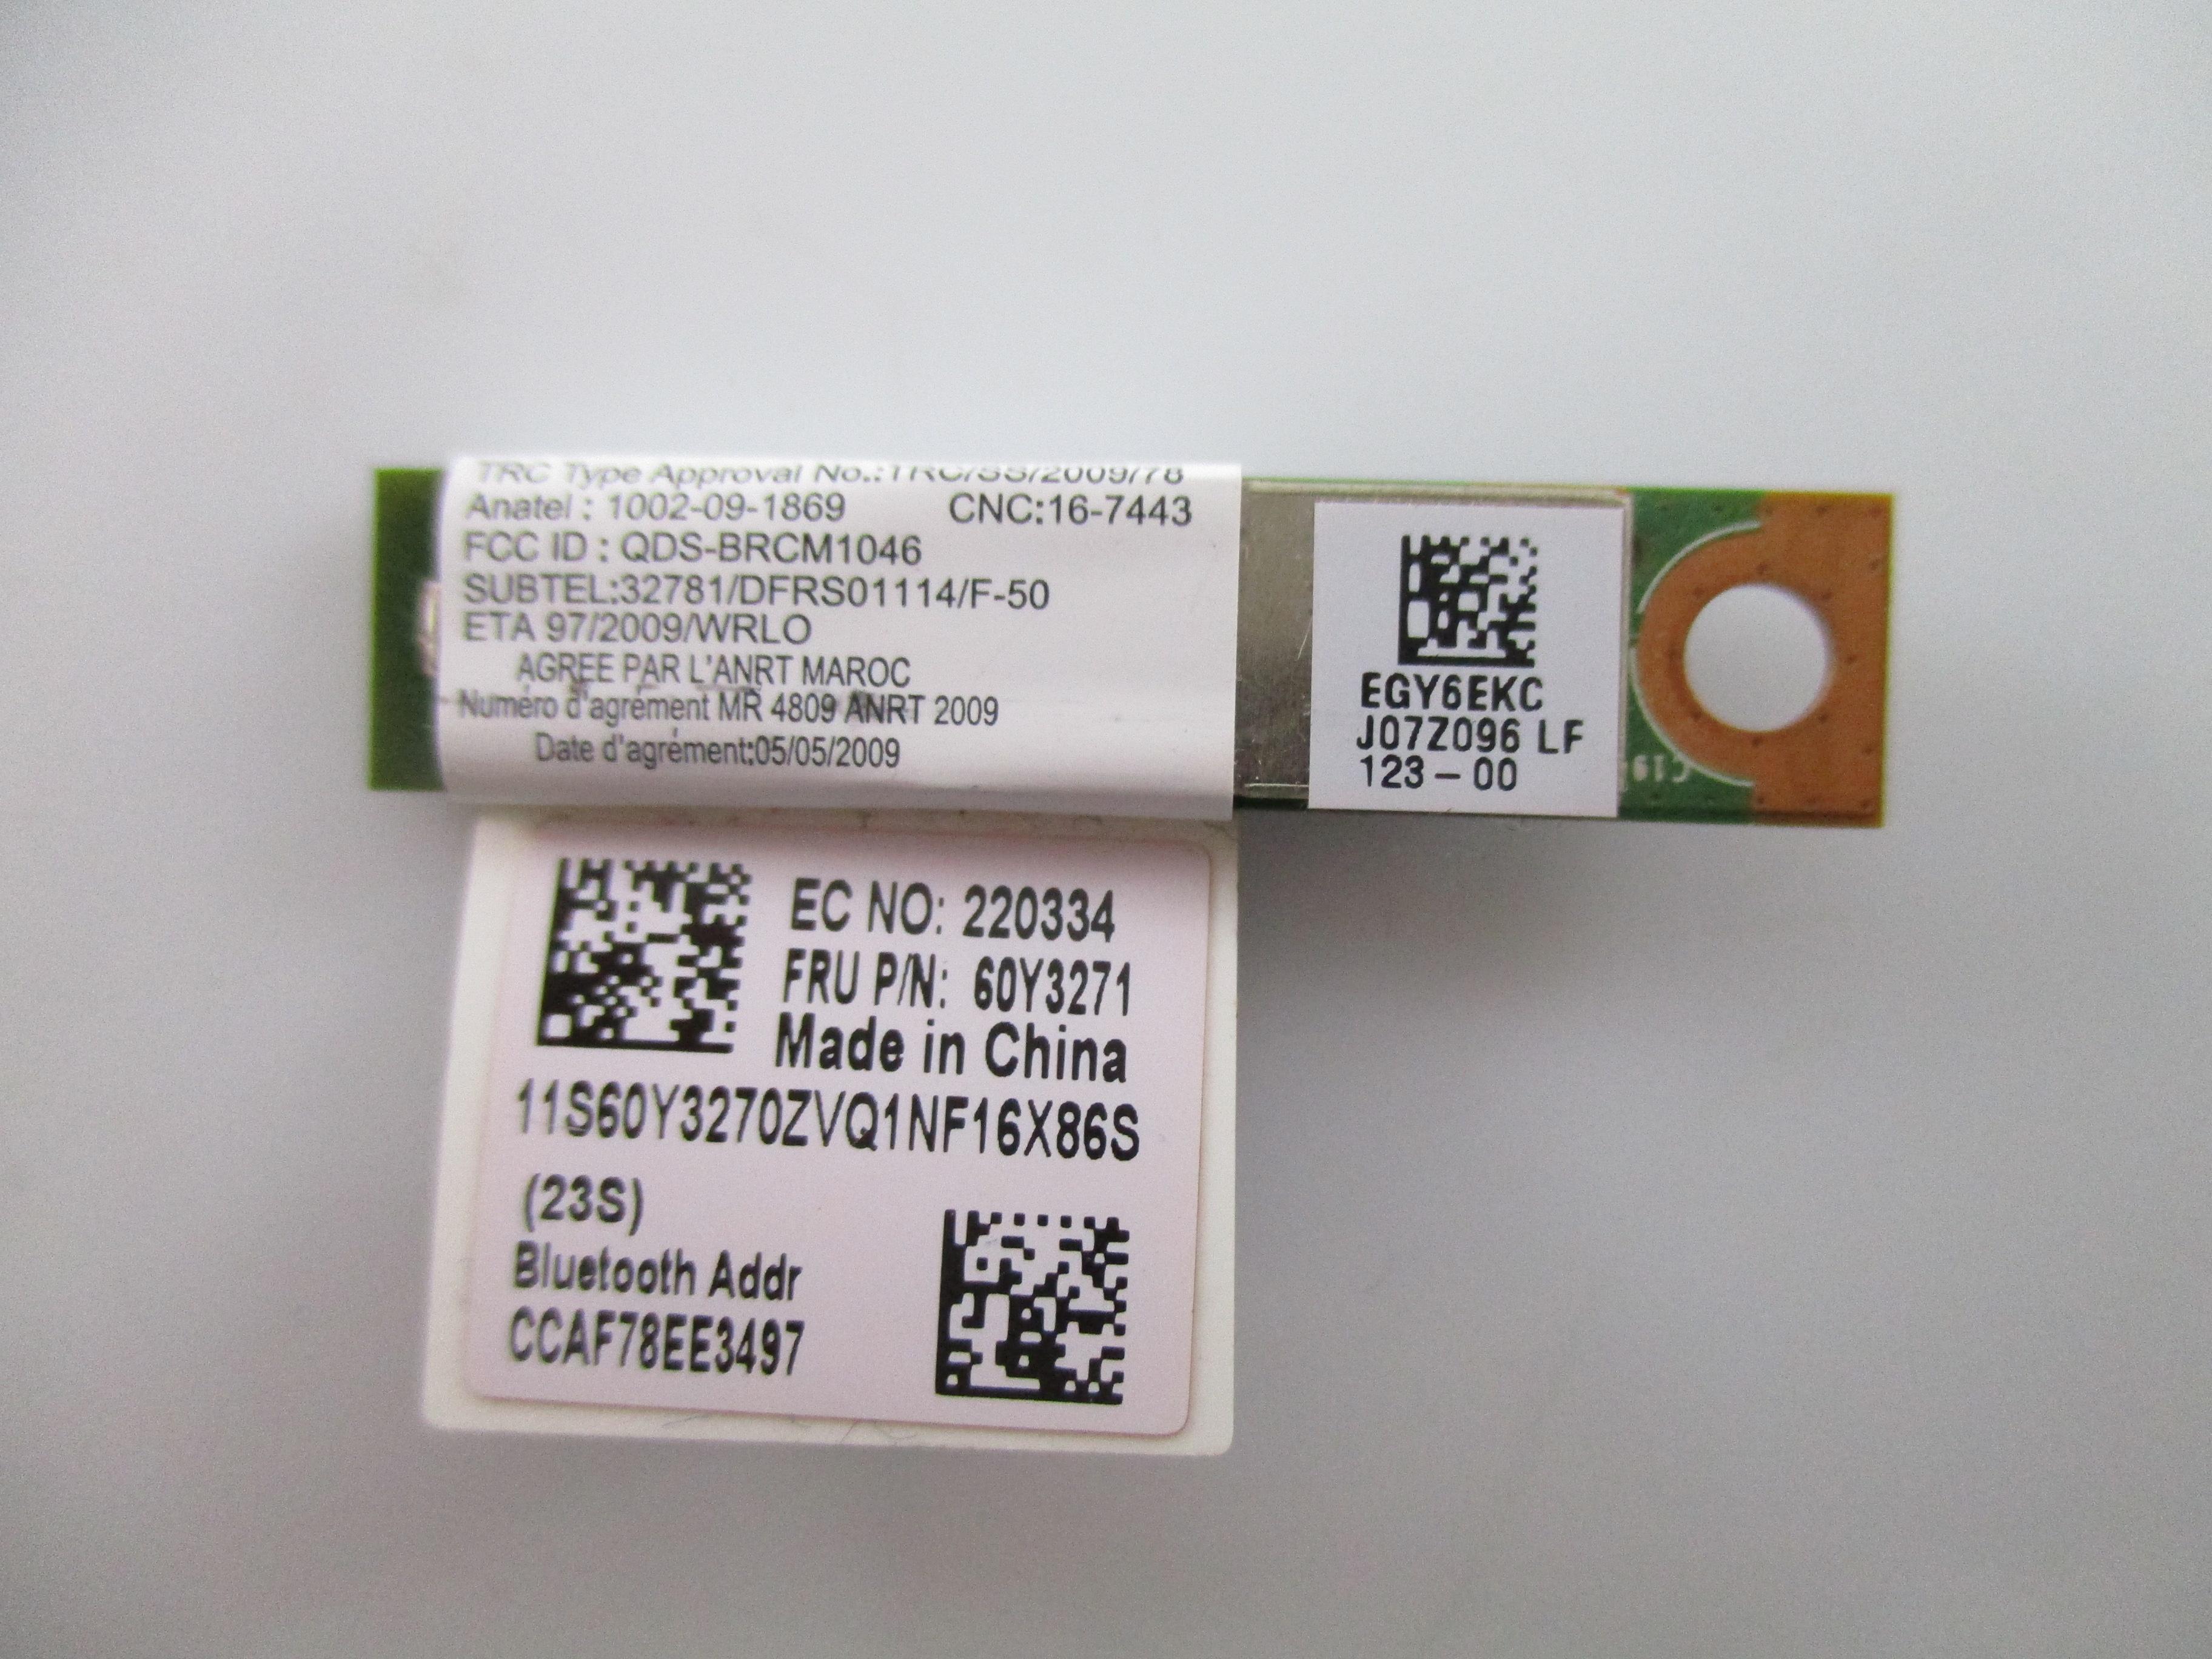 TRC Type Approval No.:TRC/SS/2009/78
Anatel : 1002-09-1869 CNC:16-7443
FCC ID : QDS-BRCM1046
SUBTEL:32781/DFRS01114/F-50
ETA 97/2009/WRLO
AGREE PAR L'ANRT MAROC
Numéro d'agrément MR 4809 ANRT 2009
Date d'agrément:05/05/2009
EGY6EKC
J07Z096 LF
123-00
EC NO: 220334
FRU P/N: 60Y3271
Made in China
11S60Y3270ZVQ1NF16X86S
(23S)
Bluetooth Addr
CCAF78EE3497